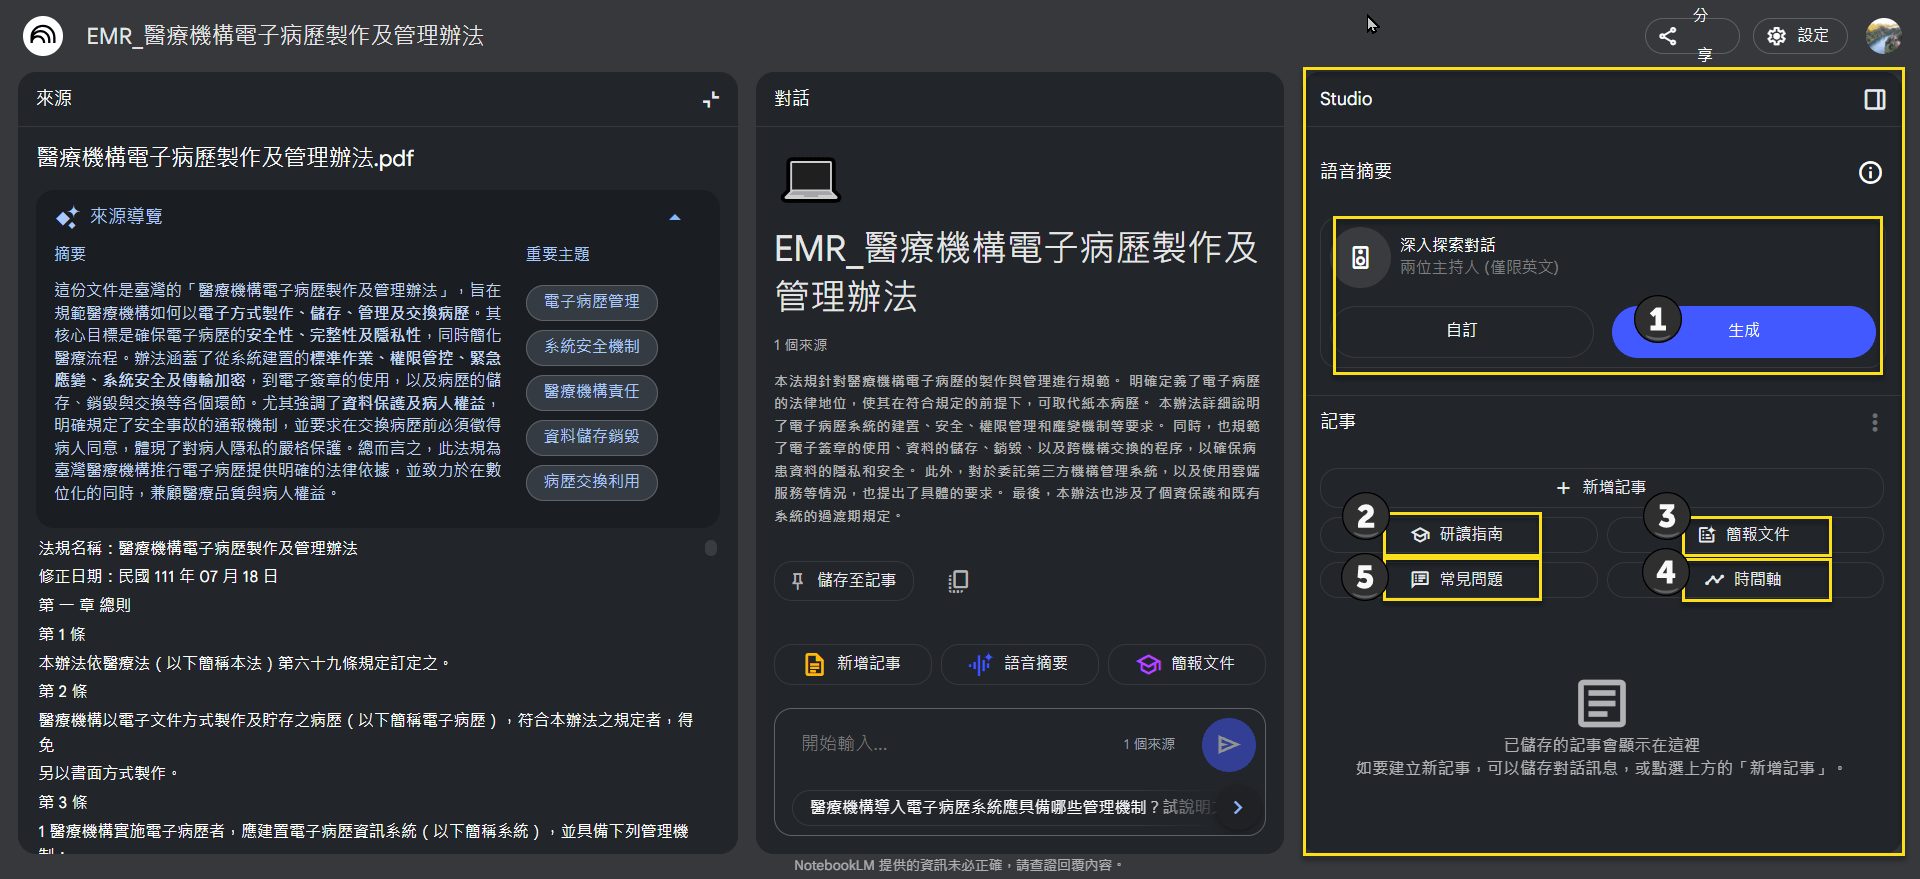 EMR_醫療機構電子病歷製作及管理辦法
分
享
設定
來源
醫療機構電子病歷製作及管理辦法.pdf
來源導覽
摘要
這份文件是臺灣的「醫療機構電子病歷製作及管理辦法」，旨在
規範醫療機構如何以電子方式製作、儲存、管理及交換病歷。其
核心目標是確保電子病歷的安全性、完整性及隱私性，同時簡化
醫療流程。辦法涵蓋了從系統建置的標準作業、權限管控、緊急
應變、系統安全及傳輸加密，到電子簽章的使用，以及病歷的儲
存、銷毀與交換等各個環節。尤其強調了資料保護及病人權益，
明確規定了安全事故的通報機制，並要求在交換病歷前必須徵得
病人同意，體現了對病人隱私的嚴格保護。總而言之，此法規為
臺灣醫療機構推行電子病歷提供明確的法律依據，並致力於在數
位化的同時，兼顧醫療品質與病人權益。
重要主題
電子病歷管理
系統安全機制
醫療機構責任
資料儲存銷毀
病歷交換利用
法規名稱：醫療機構電子病歷製作及管理辦法
修正日期：民國 111 年 07 月 18 日
第 一 章 總則
第 1 條
本辦法依醫療法（以下簡稱本法）第六十九條規定訂定之。
第 2 條
醫療機構以電子文件方式製作及貯存之病歷（以下簡稱電子病歷），符合本辦法之規定者，得
免
另以書面方式製作。
第 3 條
1 醫療機構實施電子病歷者，應建置電子病歷資訊系統（以下簡稱系統），並具備下列管理機
制：
對話
EMR_醫療機構電子病歷製作及
管理辦法
1 個來源
本法規針對醫療機構電子病歷的製作與管理進行規範。 明確定義了電子病歷
的法律地位，使其在符合規定的前提下，可取代紙本病歷。 本辦法詳細說明
了電子病歷系統的建置、安全、權限管理和應變機制等要求。 同時，也規範
了電子簽章的使用、資料的儲存、銷毀、以及跨機構交換的程序，以確保病
患資料的隱私和安全。 此外，對於委託第三方機構管理系統，以及使用雲端
服務等情況，也提出了具體的要求。 最後，本辦法也涉及了個資保護和既有
系統的過渡期規定。
儲存至記事
新增記事
語音摘要
簡報文件
開始輸入...
1 個來源
醫療機構導入電子病歷系統應具備哪些管理機制？試說明
NotebookLM 提供的資訊未必正確，請查證回覆內容。
Studio
語音摘要
深入探索對話
兩位主持人 (僅限英文)
自訂
1
生成
記事
新增記事
2
研讀指南
3
簡報文件
5
常見問題
4
時間軸
已儲存的記事會顯示在這裡
如要建立新記事，可以儲存對話訊息，或點選上方的「新增記事」。